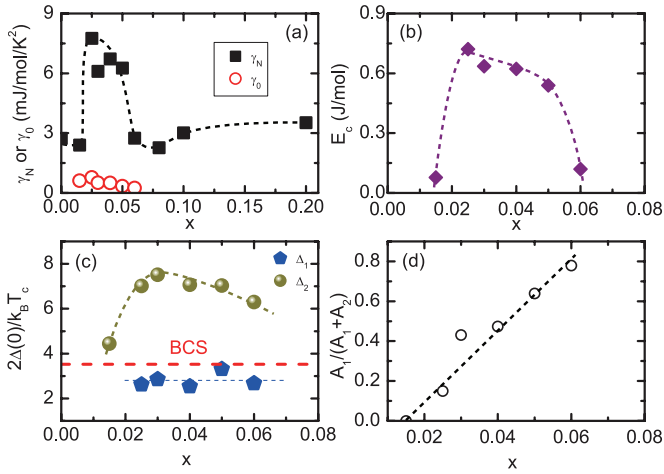 (a)
γN
γ0
γN or γ0 (mJ/mol/K²)
9
6
3
0
0.00 0.05 0.10 0.15 0.20
x
(b)
Ec (J/mol)
0.9
0.6
0.3
0.0
0.00 0.02 0.04 0.06 0.08
x
(c)
Δ1
Δ2
BCS
2Δ(0)/kBTc
10
8
6
4
2
0.00 0.02 0.04 0.06 0.08
x
(d)
A1/(A1+A2)
0.8
0.6
0.4
0.2
0.0
0.02 0.04 0.06 0.08
x